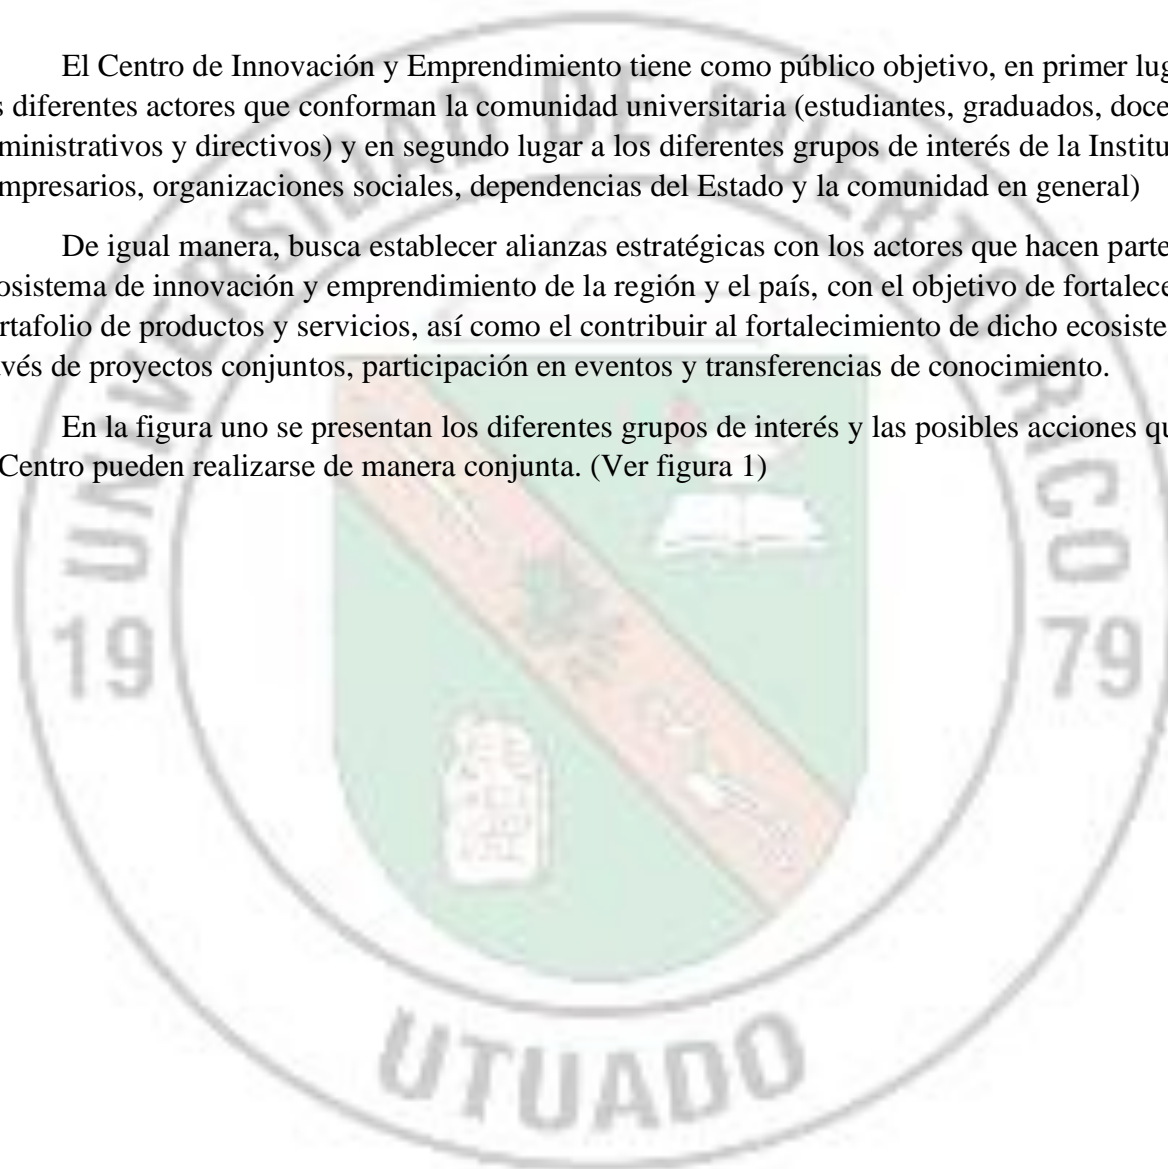 El Centro de Innovación y Emprendimiento tiene como público objetivo, en primer lug
s diferentes actores que conforman la comunidad universitaria (estudiantes, graduados, doce
ministrativos y directivos) y en segundo lugar a los diferentes grupos de interés de la Institu
mpresarios, organizaciones sociales, dependencias del Estado y la comunidad en general)
De igual manera, busca establecer alianzas estratégicas con los actores que hacen parte
osistema de innovación y emprendimiento de la región y el país, con el objetivo de fortalece
rtafolio de productos y servicios, así como el contribuir al fortalecimiento de dicho ecosiste
avés de proyectos conjuntos, participación en eventos y transferencias de conocimiento.
En la figura uno se presentan los diferentes grupos de interés y las posibles acciones qu
Centro pueden realizarse de manera conjunta. (Ver figura 1)
UNIVERSIDAD DE PUERTO RICO
19 79
UTUADO